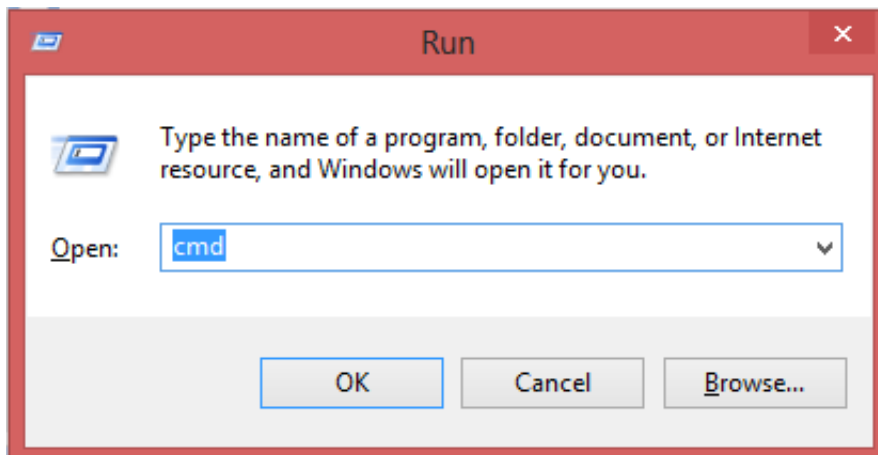 Run
Type the name of a program, folder, document, or Internet
resource, and Windows will open it for you.
Open: cmd
OK Cancel Browse...